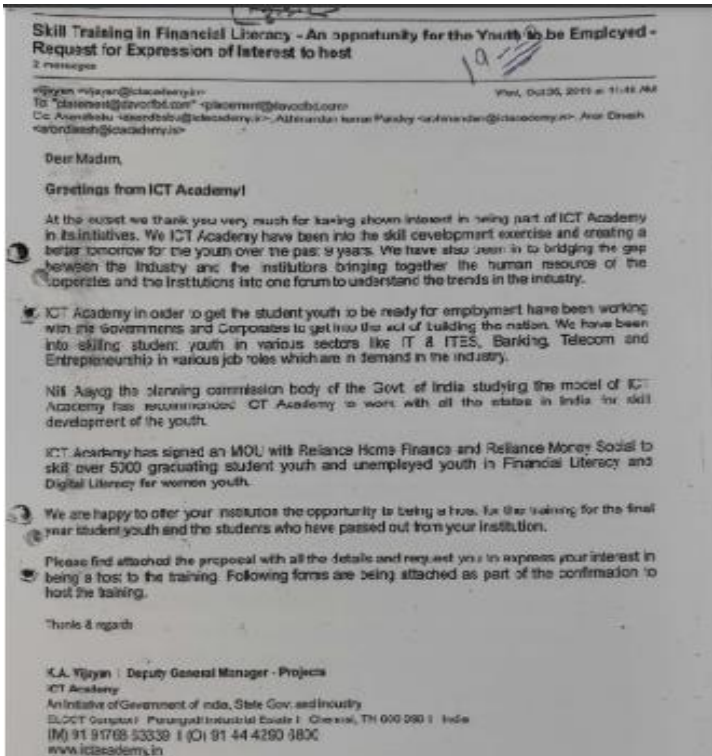 Skill Training in Financial Literacy - An opportunity for the Youth to be Employed -
Request for Expression of Interest to host
2 messages
To: "placement@davccfbd.com" <placement@davccfbd.com>
Dear Madam,
Greetings from ICT Academy!
At the outset we thank you very much for having shown interest in being part of ICT Academy
in its initiatives. We ICT Academy have been into the skill development exercise and creating a
better tomorrow for the youth over the past 9 years. We have also been in to bridging the gap
between the Industry and the institutions bringing together the human resource of the
corporates and the Institutions into one forum to understand the trends in the industry.
ICT Academy in order to get the student youth to be ready for employment have been working
with the Governments and Corporates to get into the act of building the nation. We have been
into skilling student youth in various sectors like IT & ITES, Banking, Telecom and
Entrepreneurship in various job roles which are in demand in the industry.
Niti Aayog the planning commission body of the Govt. of India studying the model of ICT
Academy has recommended ICT Academy to work with all the states in India for skill
development of the youth.
ICT Academy has signed an MOU with Reliance Home Finance and Reliance Money Social to
skill over 5000 graduating student youth and unemployed youth in Financial Literacy and
Digital Literacy for women youth.
We are happy to offer your institution the opportunity to being a host for the training for the final
year student youth and the students who have passed out from your institution.
Please find attached the proposal with all the details and request you to express your interest in
being a host to the training. Following forms are being attached as part of the confirmation to
host the training.
Thanks & regards
K.A. Vijayan | Deputy General Manager - Projects
ICT Academy
An Initiative of Government of India, State Gov. and Industry
ELCOT Complex | Perungudi Industrial Estate | Chennai, TN 600 | India
www.ictacademy.in